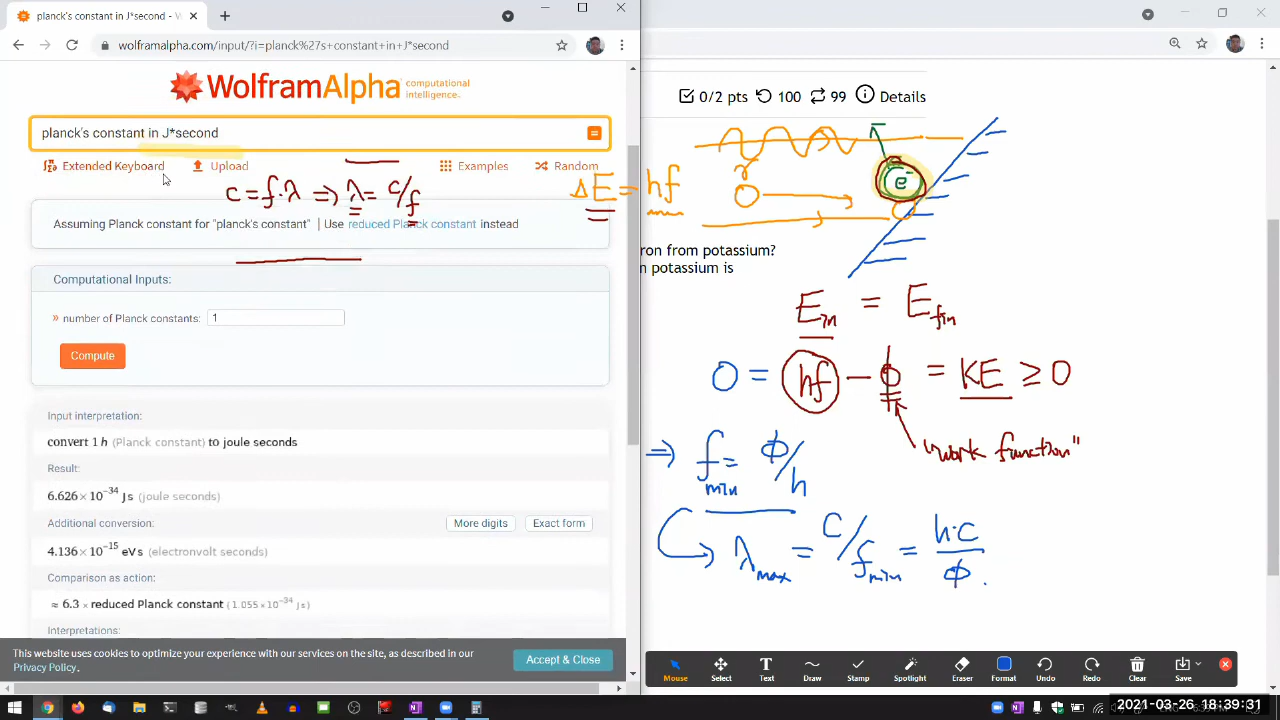 planck's constant in J*second - W
wolframalpha.com/input/?i=planck%27s+constant+in+J*second
WolframAlpha computational intelligence.
planck's constant in J*second
Extended Keyboard Upload Examples Random
c = f·λ ⇒ λ = c/f
Assuming Planck constant for "planck's constant" | Use reduced Planck constant instead
Computational Inputs:
» number of Planck constants: 1
Compute
Input interpretation:
convert 1 h (Planck constant) to joule seconds
Result:
6.626×10⁻³⁴ J s (joule seconds)
Additional conversion: More digits Exact form
4.136×10⁻¹⁵ eV s (electronvolt seconds)
Comparison as action:
≈ 6.3 × reduced Planck constant (1.055×10⁻³⁴ J s)
Interpretations:
This website uses cookies to optimize your experience with our services on the site, as described in our
Privacy Policy. Accept & Close
0/2 pts 100 99 Details
γ e⁻
ΔE = hf
min
ron from potassium?
n potassium is
E_in = E_fin
0 = hf − ϕ = KE ≥ 0
"work function"
⇒ f_min = ϕ/h
λ_max = c/f_min = h·c/ϕ.
Mouse Select Text Draw Stamp Spotlight Eraser Format Undo Redo Clear Save
2021-03-26 18:39:31